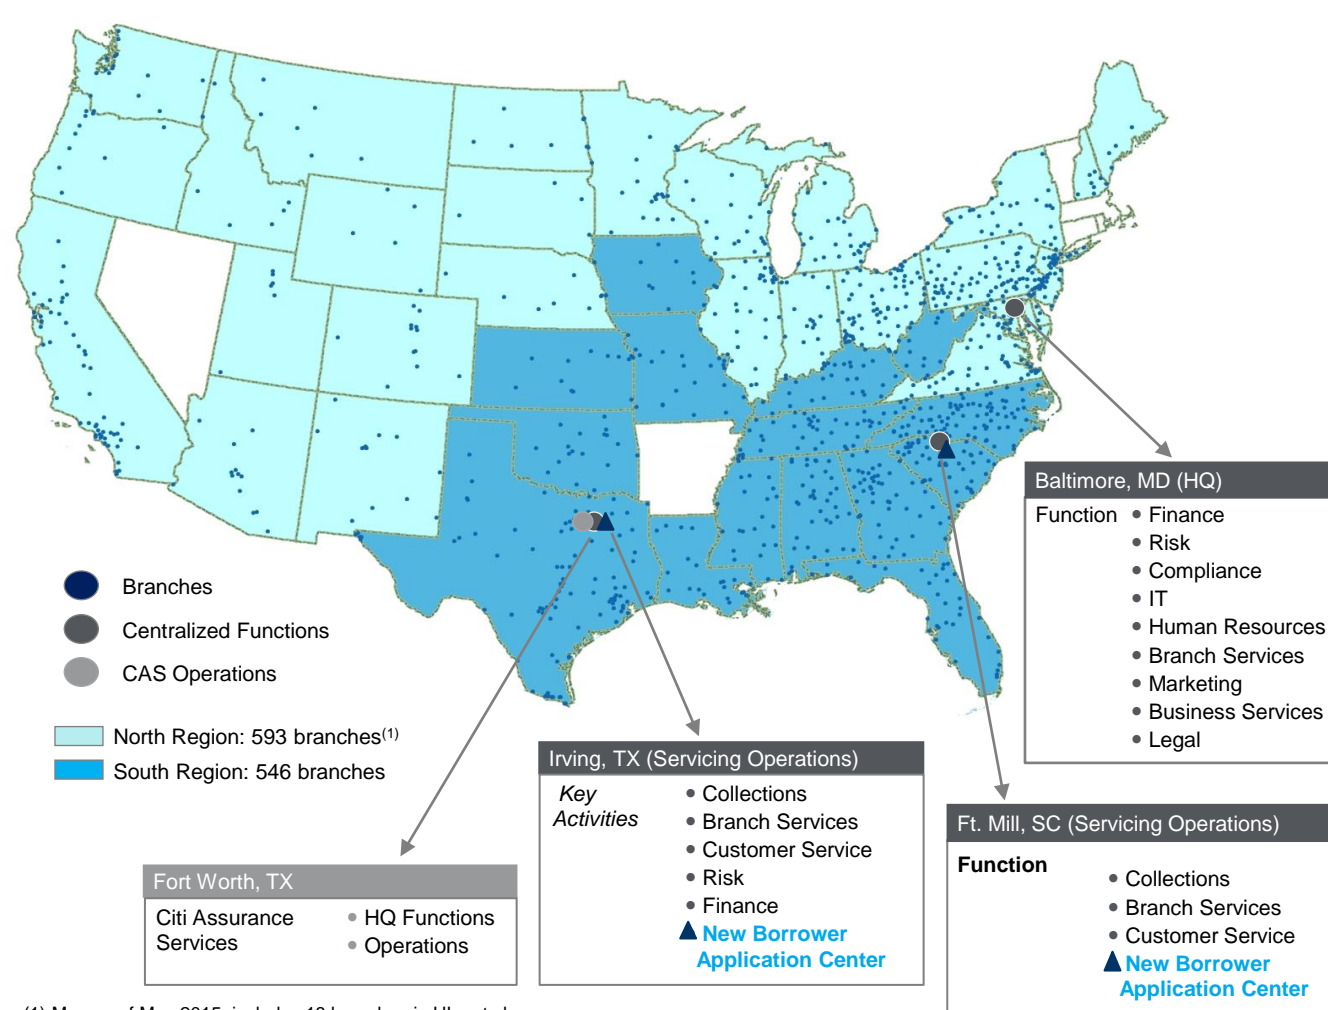 Branches
Centralized Functions
CAS Operations
North Region: 593 branches(1)
South Region: 546 branches
Baltimore, MD (HQ)
Function
• Finance
• Risk
• Compliance
• IT
• Human Resources
• Branch Services
• Marketing
• Business Services
• Legal
Irving, TX (Servicing Operations)
Key
Activities
• Collections
• Branch Services
• Customer Service
• Risk
• Finance
New Borrower
Application Center
Ft. Mill, SC (Servicing Operations)
Function
• Collections
• Branch Services
• Customer Service
New Borrower
Application Center
Fort Worth, TX
Citi Assurance
Services
• HQ Functions
• Operations